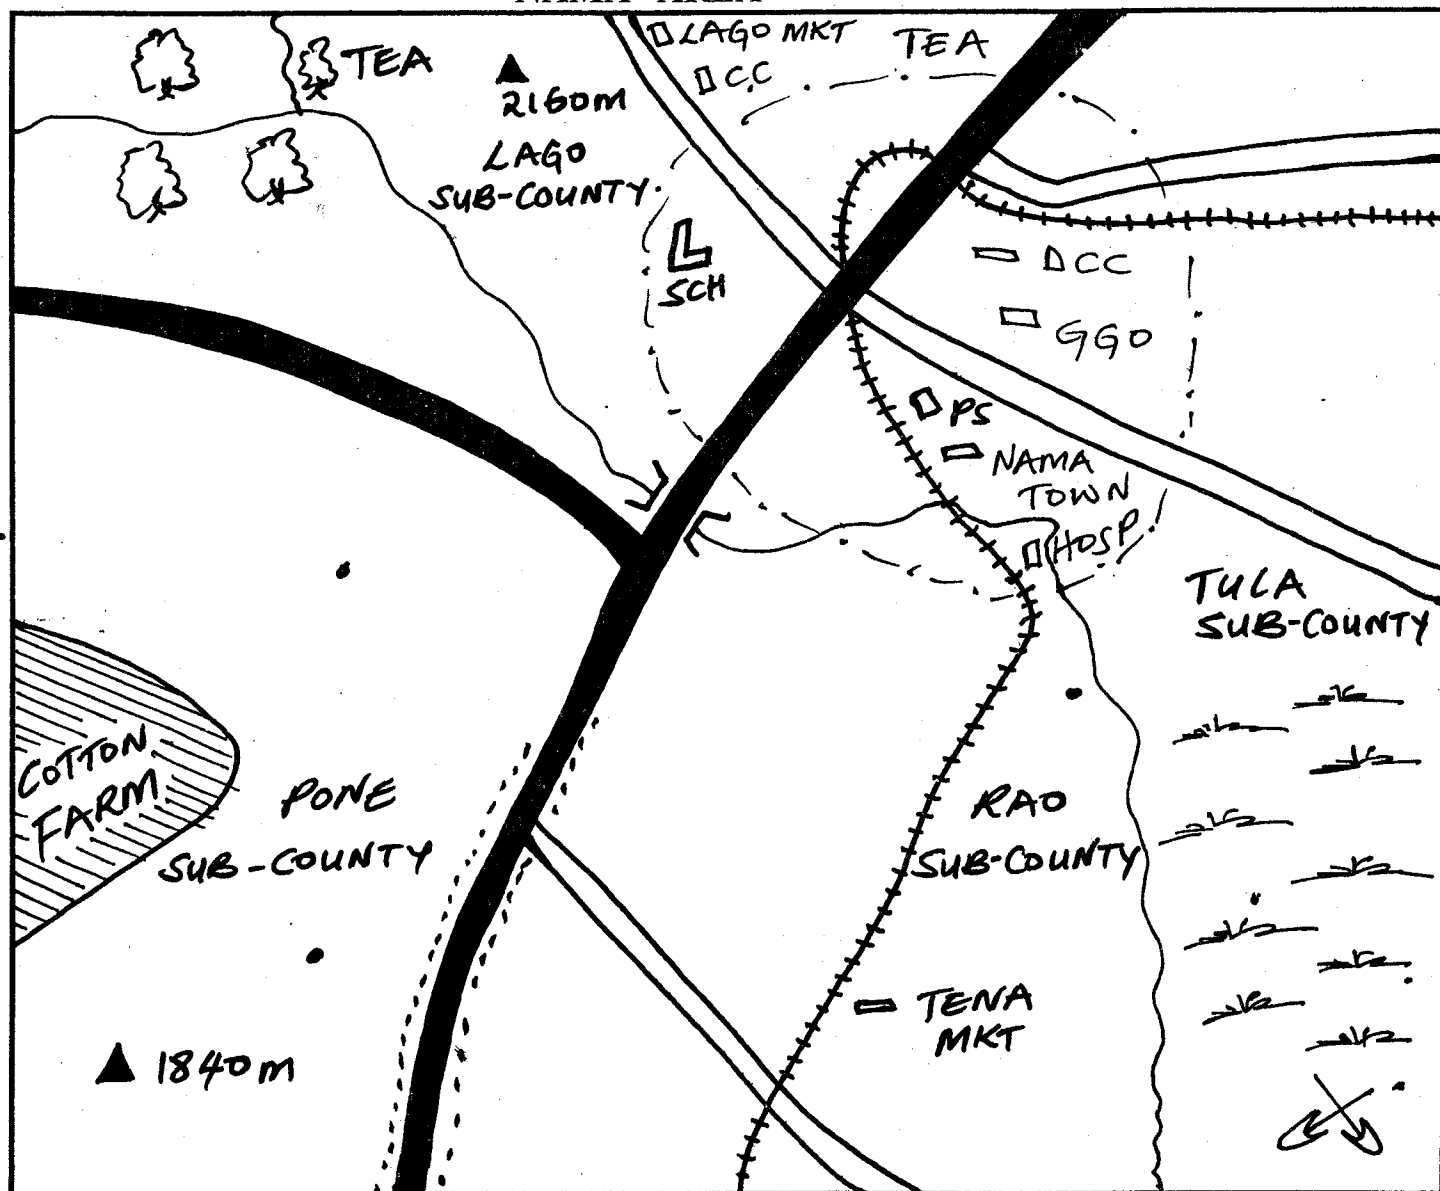 LAGO MKT
TEA
CC
TEA
2160m
LAGO
SUB-COUNTY
SCH
DCC
GGO
PS
NAMA
TOWN
HOSP
TULA
SUB-COUNTY
COTTON
FARM
PONE
SUB-COUNTY
RAO
SUB-COUNTY
TENA
MKT
1840m